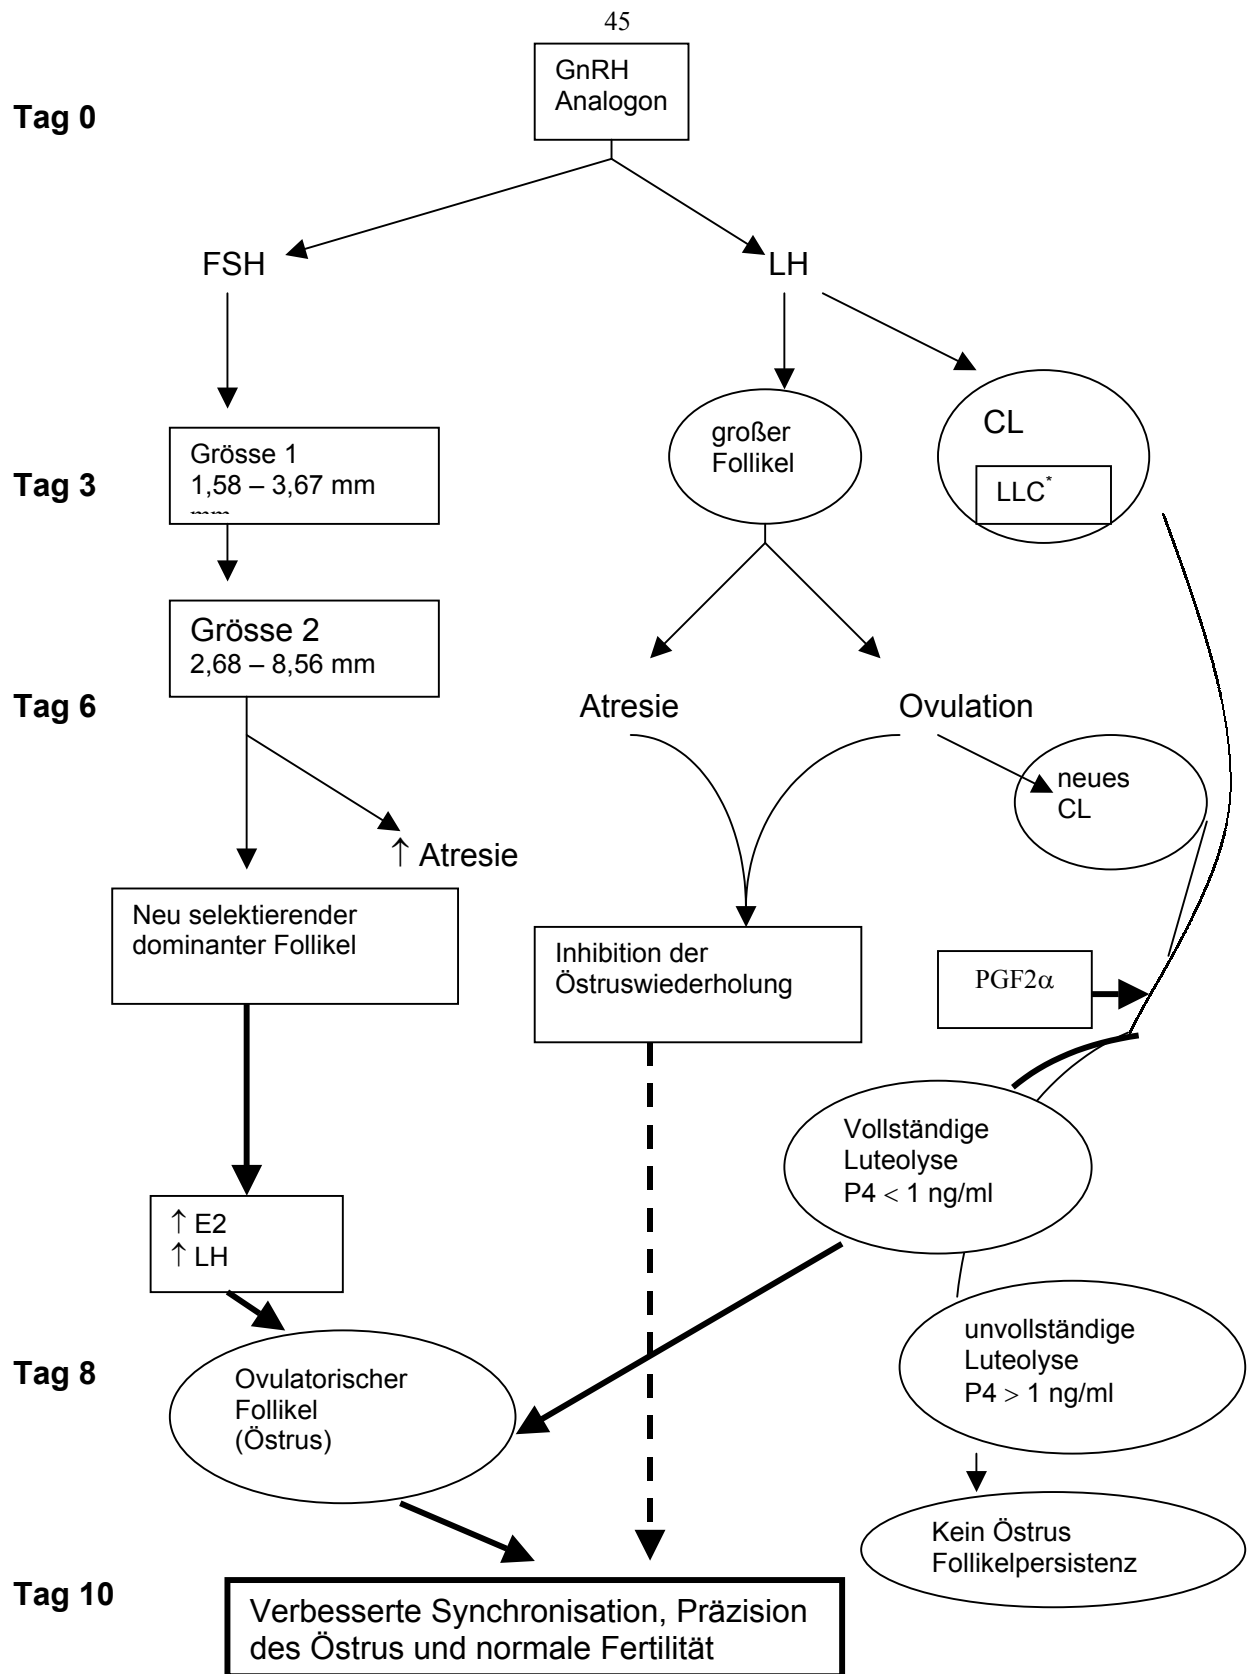 45
GnRH
Analogon
Tag 0
FSH
LH
Tag 3
Grösse 1
1,58 – 3,67 mm
mm
großer
Follikel
CL
LLC*
Grösse 2
2,68 – 8,56 mm
Tag 6
Atresie
Ovulation
neues
CL
↑ Atresie
Neu selektierender
dominanter Follikel
Inhibition der
Östruswiederholung
PGF2α
Vollständige
Luteolyse
P4 < 1 ng/ml
↑ E2
↑ LH
Tag 8
Ovulatorischer
Follikel
(Östrus)
unvollständige
Luteolyse
P4 > 1 ng/ml
Kein Östrus
Follikelpersistenz
Tag 10
Verbesserte Synchronisation, Präzision
des Östrus und normale Fertilität